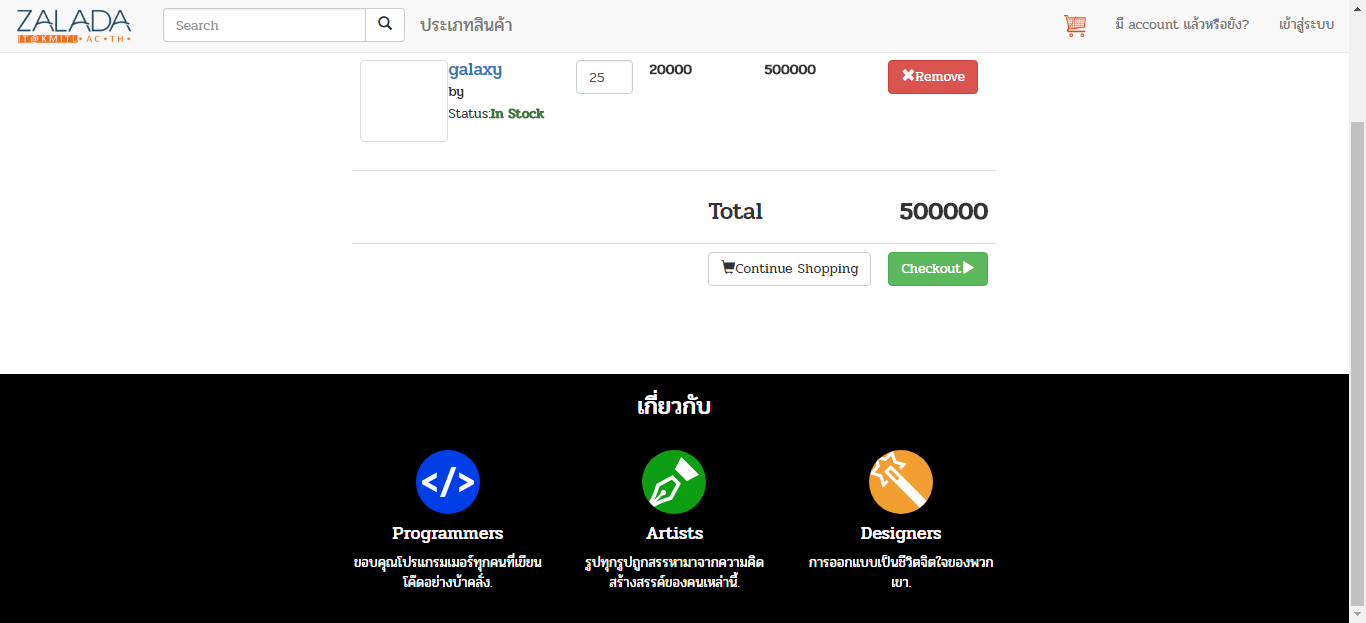 ZALADA
IT@KMITL•AC•TH•
Search
ประเภทสินค้า
มี account แล้วหรือยัง?
เข้าสู่ระบบ
galaxy
25
20000
500000
Remove
by
Status:In Stock
Total
500000
Continue Shopping
Checkout
เกี่ยวกับ
</>
Programmers
ขอบคุณโปรแกรมเมอร์ทุกคนที่เขียน
โค๊ดอย่างบ้าคลั่ง.
Artists
รูปทุกรูปถูกสรรหามาจากความคิด
สร้างสรรค์ของคนเหล่านี้.
Designers
การออกแบบเป็นชีวิตจิตใจของพวก
เขา.